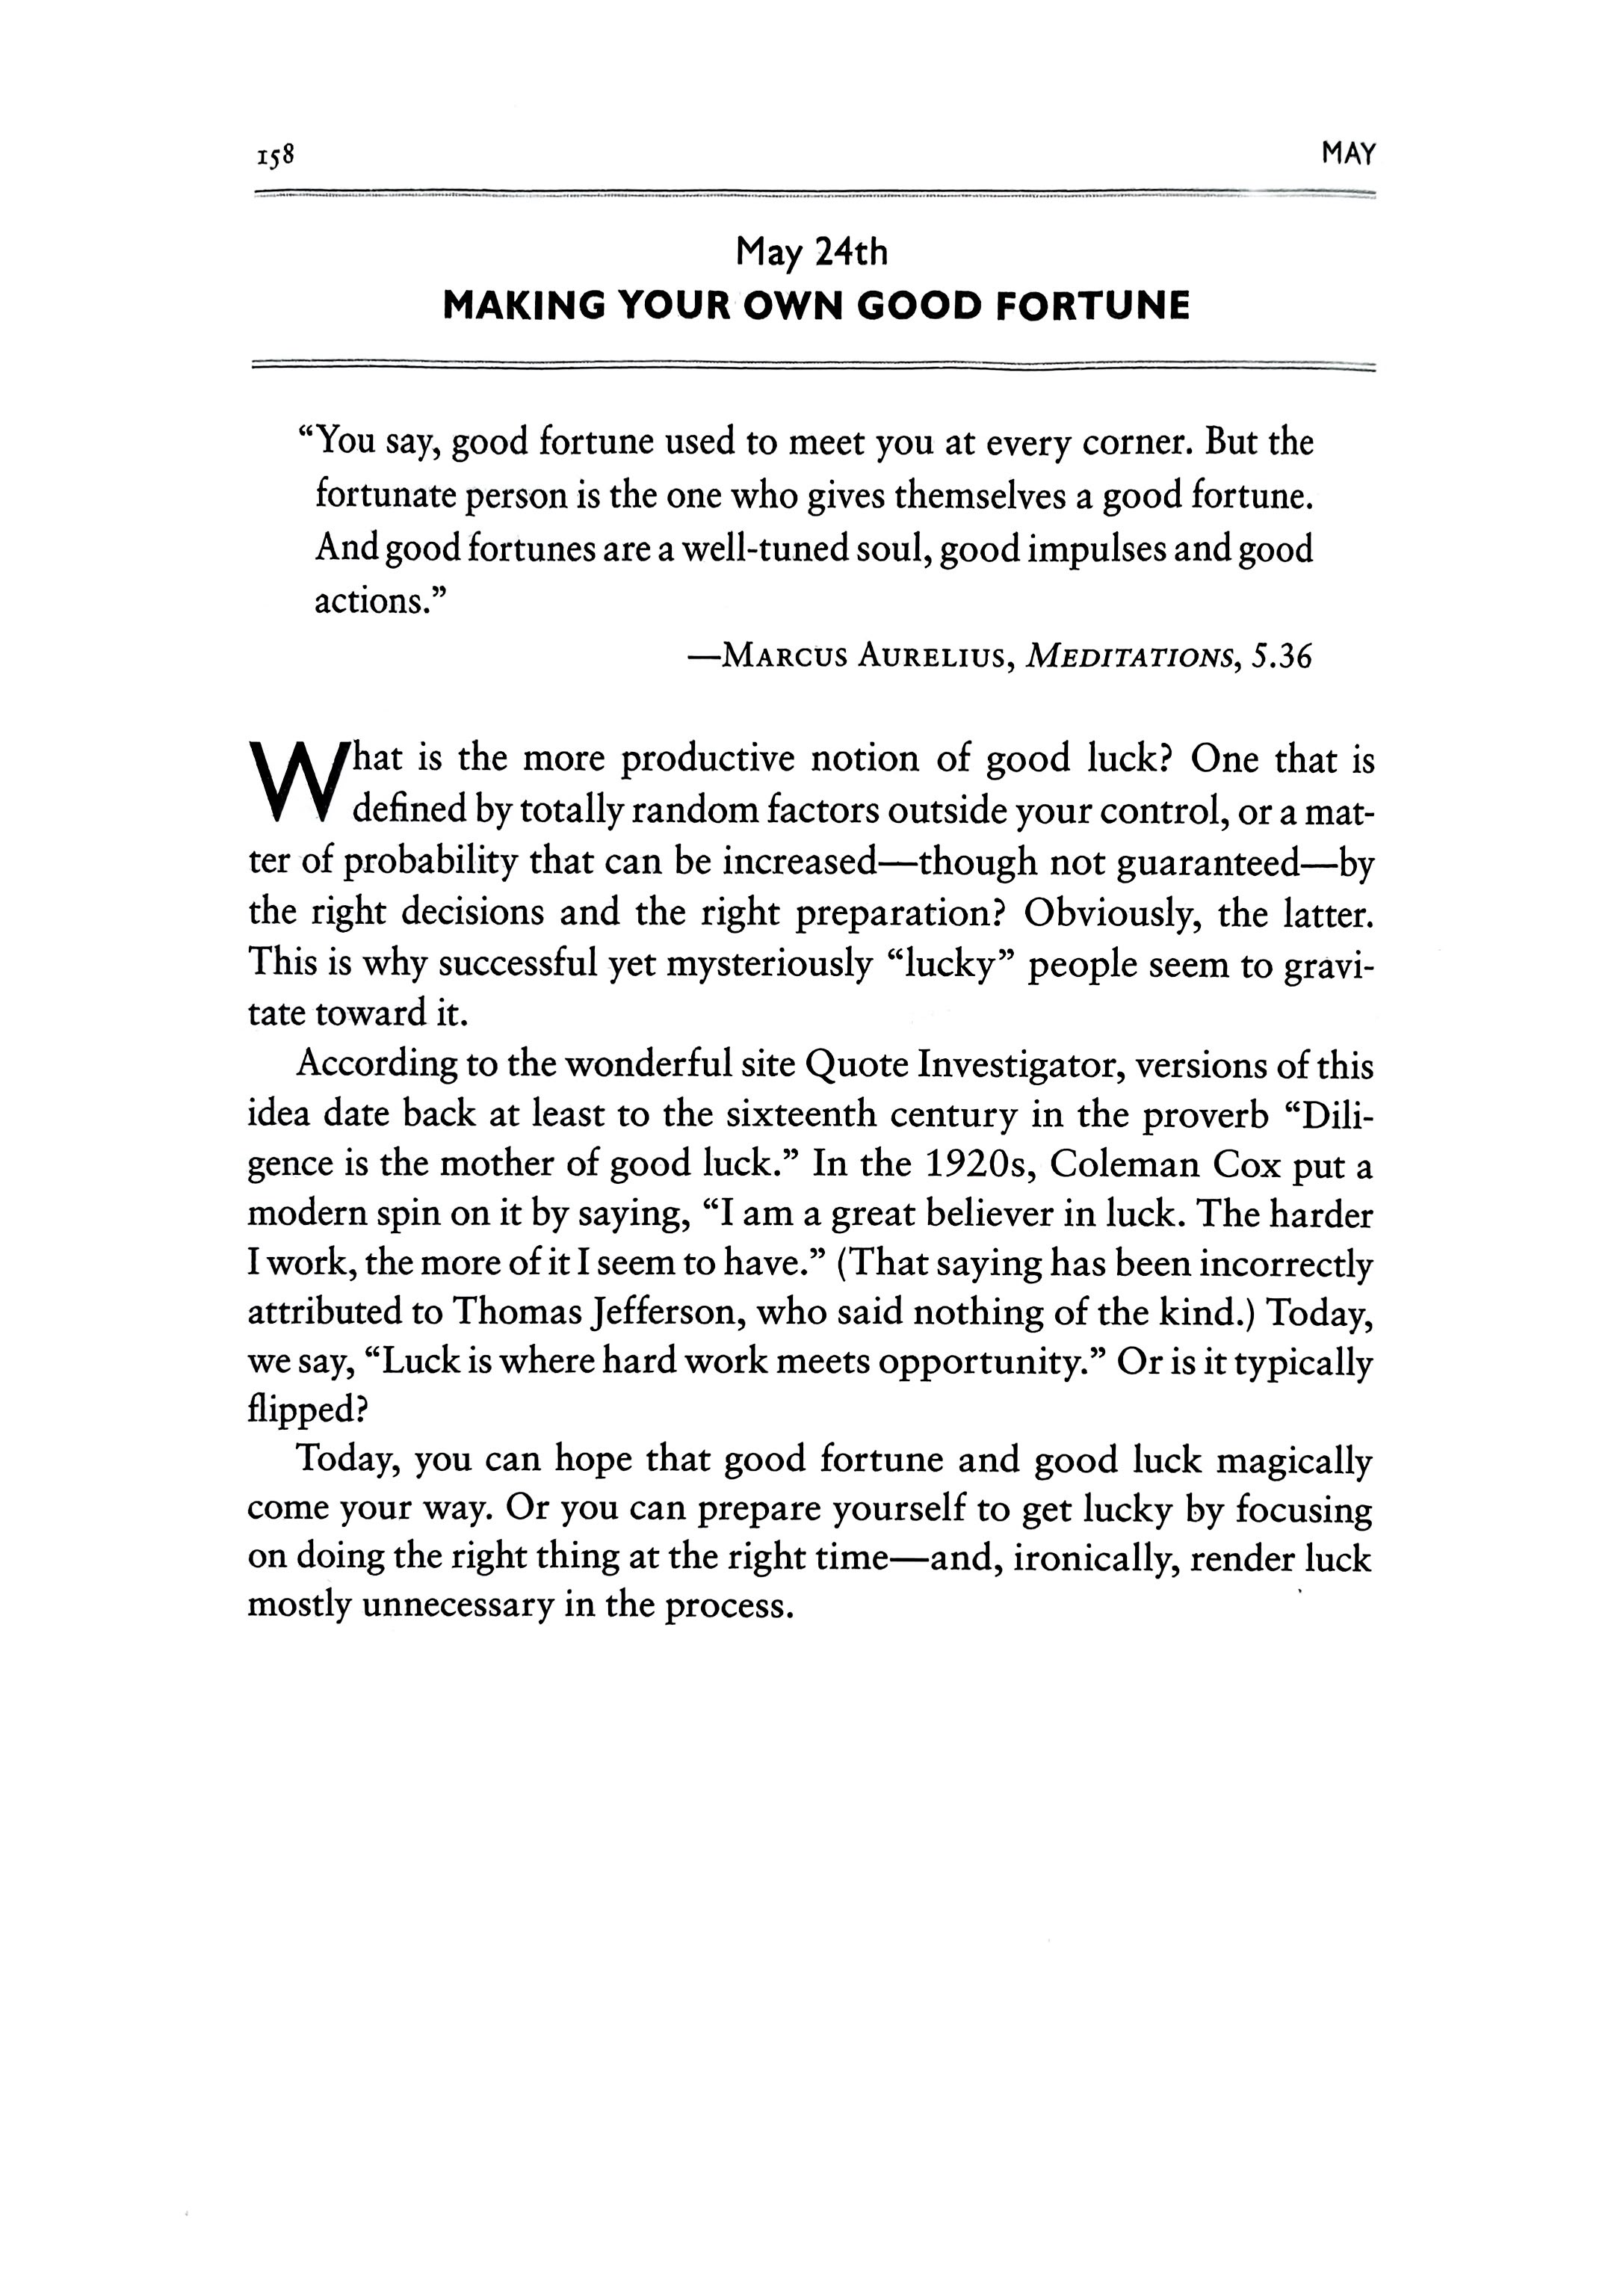 158 MAY
May 24th
MAKING YOUR OWN GOOD FORTUNE
“You say, good fortune used to meet you at every corner. But the
fortunate person is the one who gives themselves a good fortune.
And good fortunes are a well-tuned soul, good impulses and good
actions.”
—MARCUS AURELIUS, MEDITATIONS, 5.36
What is the more productive notion of good luck? One that is
defined by totally random factors outside your control, or a mat-
ter of probability that can be increased—though not guaranteed—by
the right decisions and the right preparation? Obviously, the latter.
This is why successful yet mysteriously “lucky” people seem to gravi-
tate toward it.
According to the wonderful site Quote Investigator, versions of this
idea date back at least to the sixteenth century in the proverb “Dili-
gence is the mother of good luck.” In the 1920s, Coleman Cox put a
modern spin on it by saying, “I am a great believer in luck. The harder
I work, the more of it I seem to have.” (That saying has been incorrectly
attributed to Thomas Jefferson, who said nothing of the kind.) Today,
we say, “Luck is where hard work meets opportunity.” Or is it typically
flipped?
Today, you can hope that good fortune and good luck magically
come your way. Or you can prepare yourself to get lucky by focusing
on doing the right thing at the right time—and, ironically, render luck
mostly unnecessary in the process.